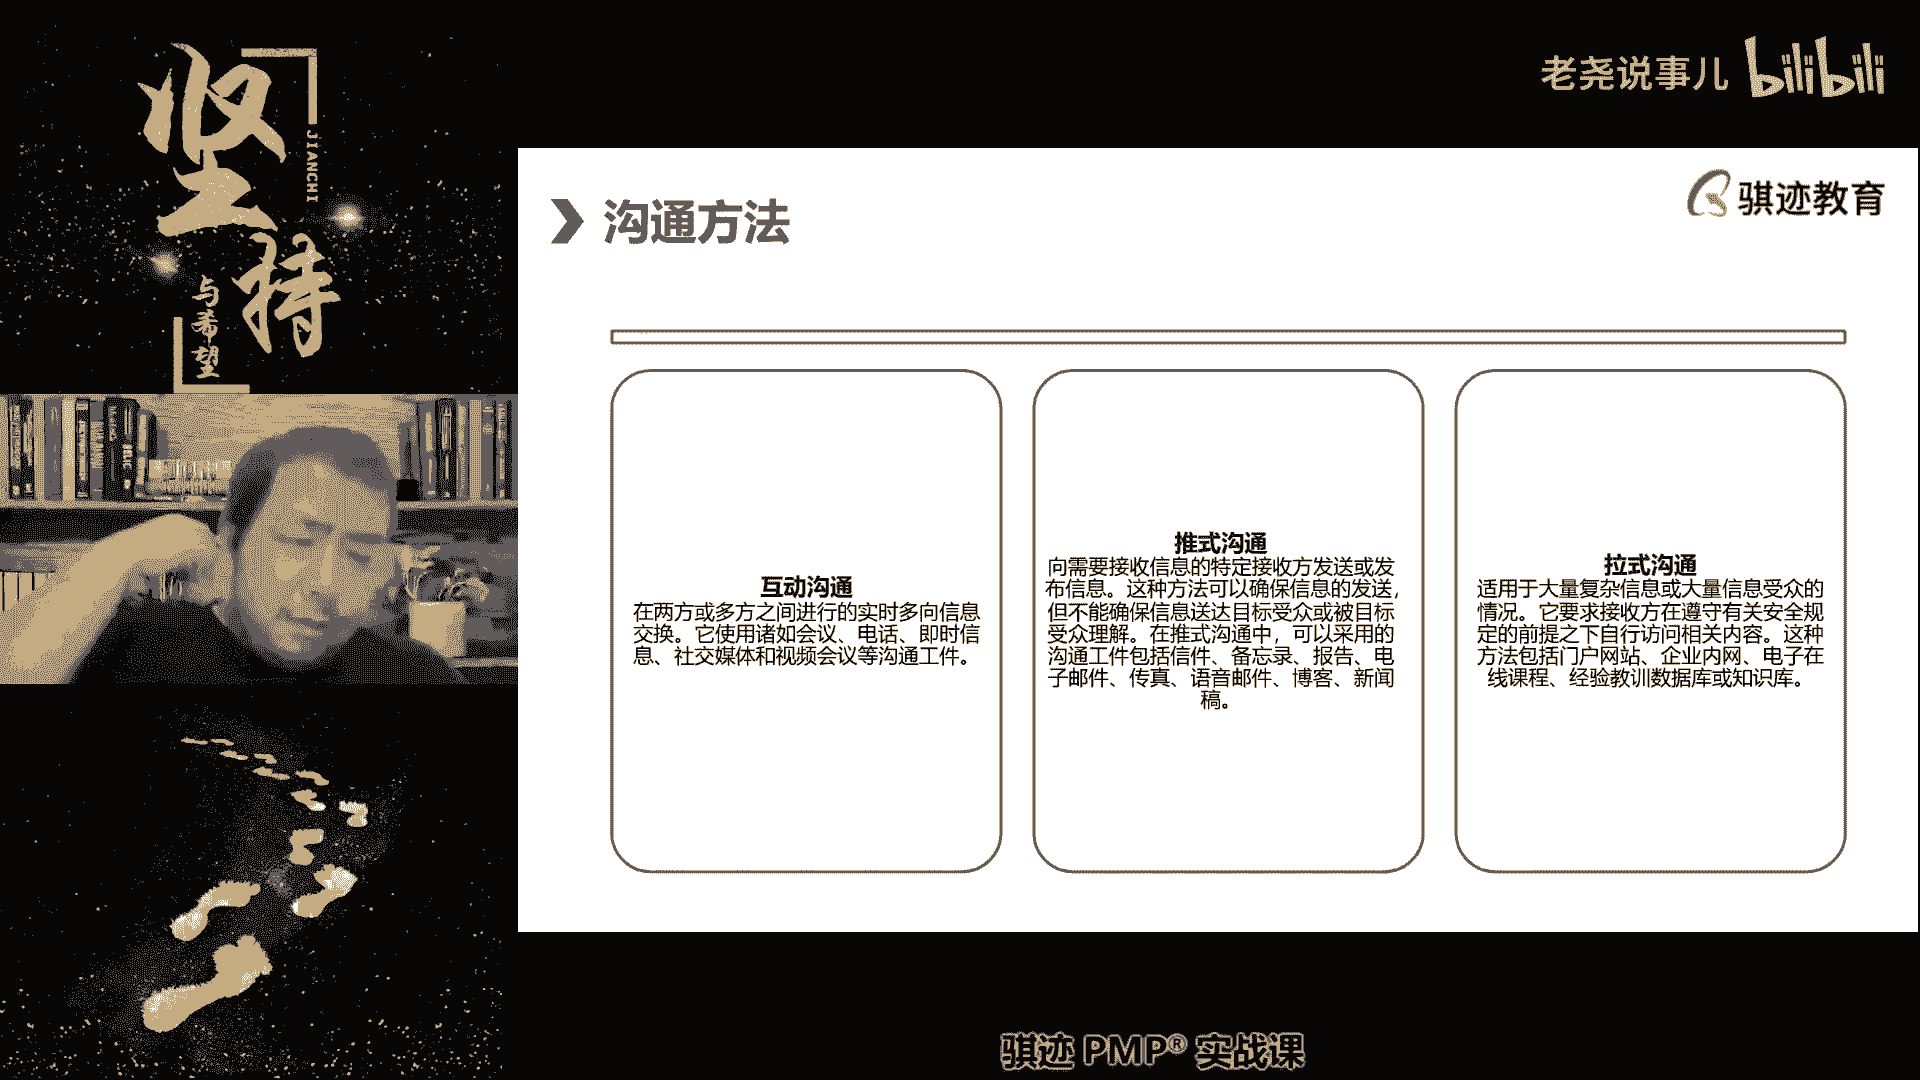 坚持
JIANCHI
与希望
老尧说事儿 bilibili
骐迹教育
沟通方法
互动沟通
在两方或多方之间进行的实时多向信息
交换。它使用诸如会议、电话、即时信
息、社交媒体和视频会议等沟通工件。
推式沟通
向需要接收信息的特定接收方发送或发
布信息。这种方法可以确保信息的发送，
但不能确保信息送达目标受众或被目标
受众理解。在推式沟通中，可以采用的
沟通工件包括信件、备忘录、报告、电
子邮件、传真、语音邮件、博客、新闻
稿。
拉式沟通
适用于大量复杂信息或大量信息受众的
情况。它要求接收方在遵守有关安全规
定的前提之下自行访问相关内容。这种
方法包括门户网站、企业内网、电子在
线课程、经验教训数据库或知识库。
骐迹 PMP® 实战课